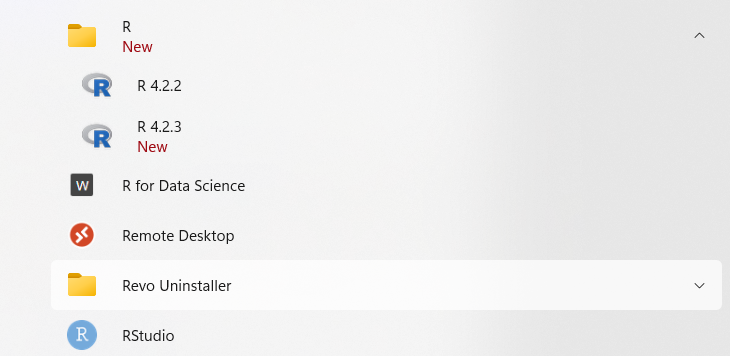 R
New
R 4.2.2
R 4.2.3
New
R for Data Science
Remote Desktop
Revo Uninstaller
RStudio